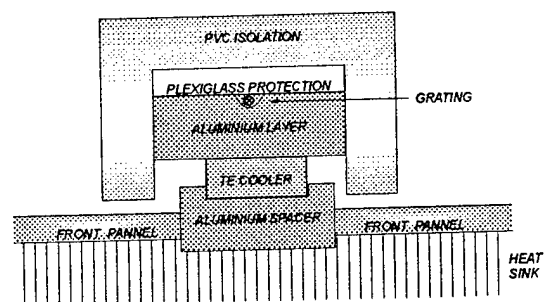 PVC ISOLATION
PLEXIGLASS PROTECTION
GRATING
ALUMINIUM LAYER
TE COOLER
ALUMINIUM SPACER
FRONT. PANNEL
FRONT. PANNEL
HEAT
SINK